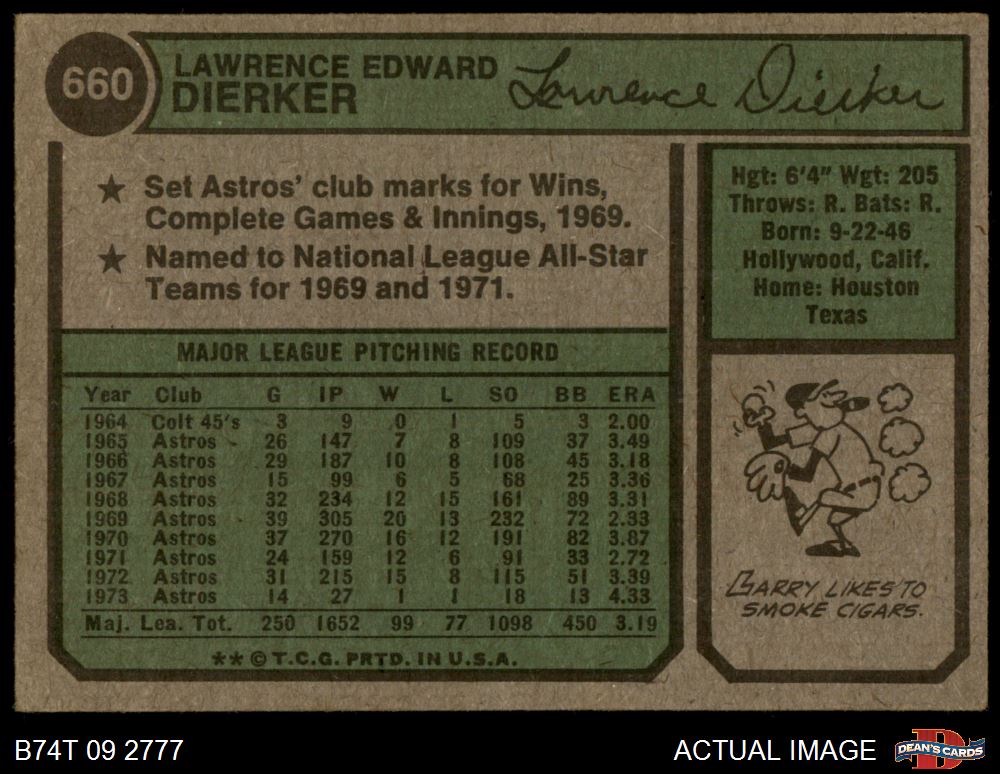 660
LAWRENCE EDWARD
DIERKER
Lawrence Dierker
★ Set Astros' club marks for Wins,
Complete Games & Innings, 1969.
★ Named to National League All-Star
Teams for 1969 and 1971.
Hgt: 6'4" Wgt: 205
Throws: R. Bats: R.
Born: 9-22-46
Hollywood, Calif.
Home: Houston
Texas
MAJOR LEAGUE PITCHING RECORD
Year Club G IP W L SO BB ERA
1964 Colt 45's 3 9 0 1 5 3 2.00
1965 Astros 26 147 7 8 109 37 3.49
1966 Astros 29 187 10 8 108 45 3.18
1967 Astros 15 99 6 5 68 25 3.36
1968 Astros 32 234 12 15 161 89 3.31
1969 Astros 39 305 20 13 232 72 2.33
1970 Astros 37 270 16 12 191 82 3.87
1971 Astros 24 159 12 6 91 33 2.72
1972 Astros 31 215 15 8 115 51 3.39
1973 Astros 14 27 1 1 18 13 4.33
Maj. Lea. Tot. 250 1652 99 77 1098 450 3.19
** © T.C.G. PRTD. IN U.S.A.
LARRY LIKES TO
SMOKE CIGARS.
B74T 09 2777
ACTUAL IMAGE
DEAN'S CARDS